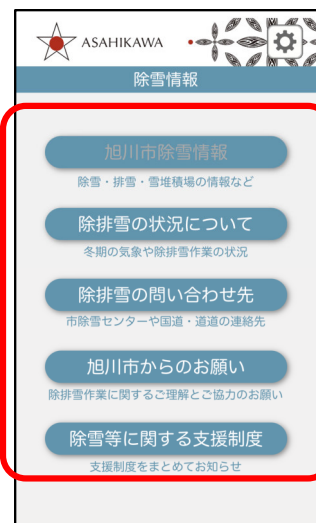 ASAHIKAWA
除雪情報
旭川市除雪情報
除雪・排雪・雪堆積場の情報など
除排雪の状況について
冬期の気象や除排雪作業の状況
除排雪の問い合わせ先
市除雪センターや国道・道道の連絡先
旭川市からのお願い
除排雪作業に関するご理解とご協力のお願い
除雪等に関する支援制度
支援制度をまとめてお知らせ